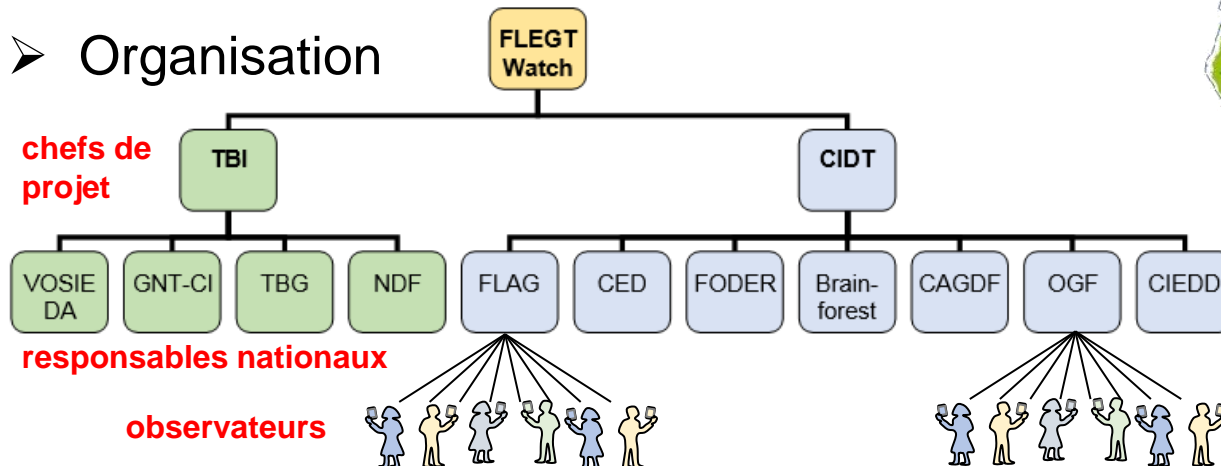 ➢ Organisation
FLEGT
Watch
chefs de
projet
TBI
CIDT
VOSIE
DA
GNT-CI
TBG
NDF
FLAG
CED
FODER
Brain-
forest
CAGDF
OGF
CIEDD
responsables nationaux
observateurs